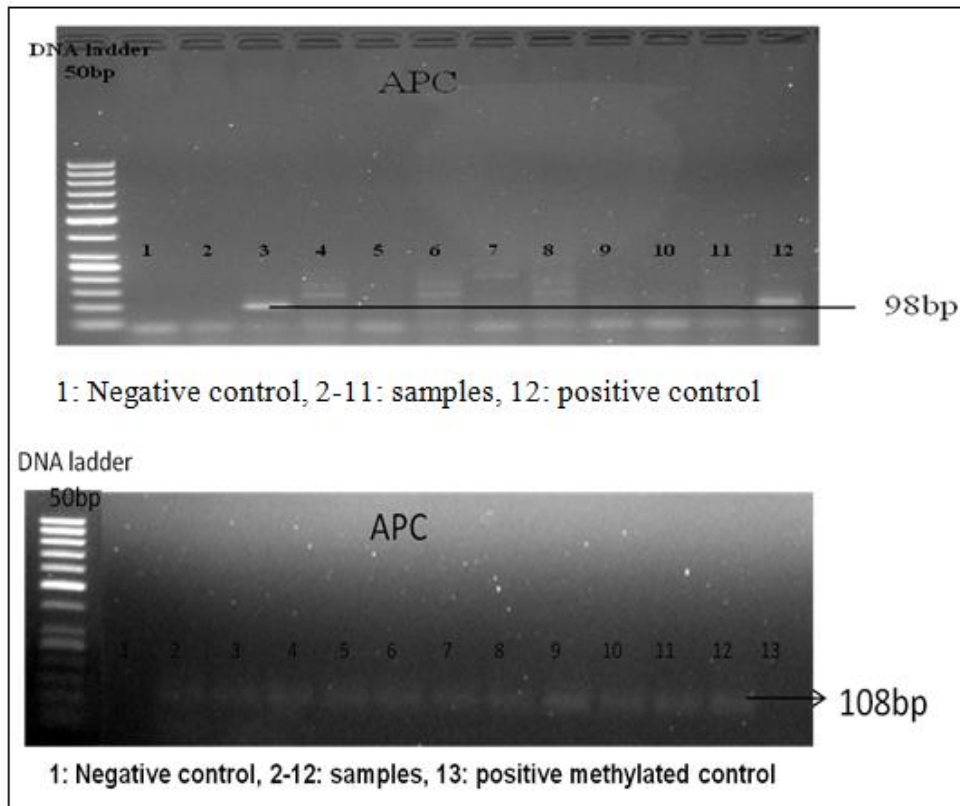 DNA ladder
50bp
APC
1 2 3 4 5 6 7 8 9 10 11 12
98bp
1: Negative control, 2-11: samples, 12: positive control
DNA ladder
50bp
APC
1 2 3 4 5 6 7 8 9 10 11 12 13
108bp
1: Negative control, 2-12: samples, 13: positive methylated control